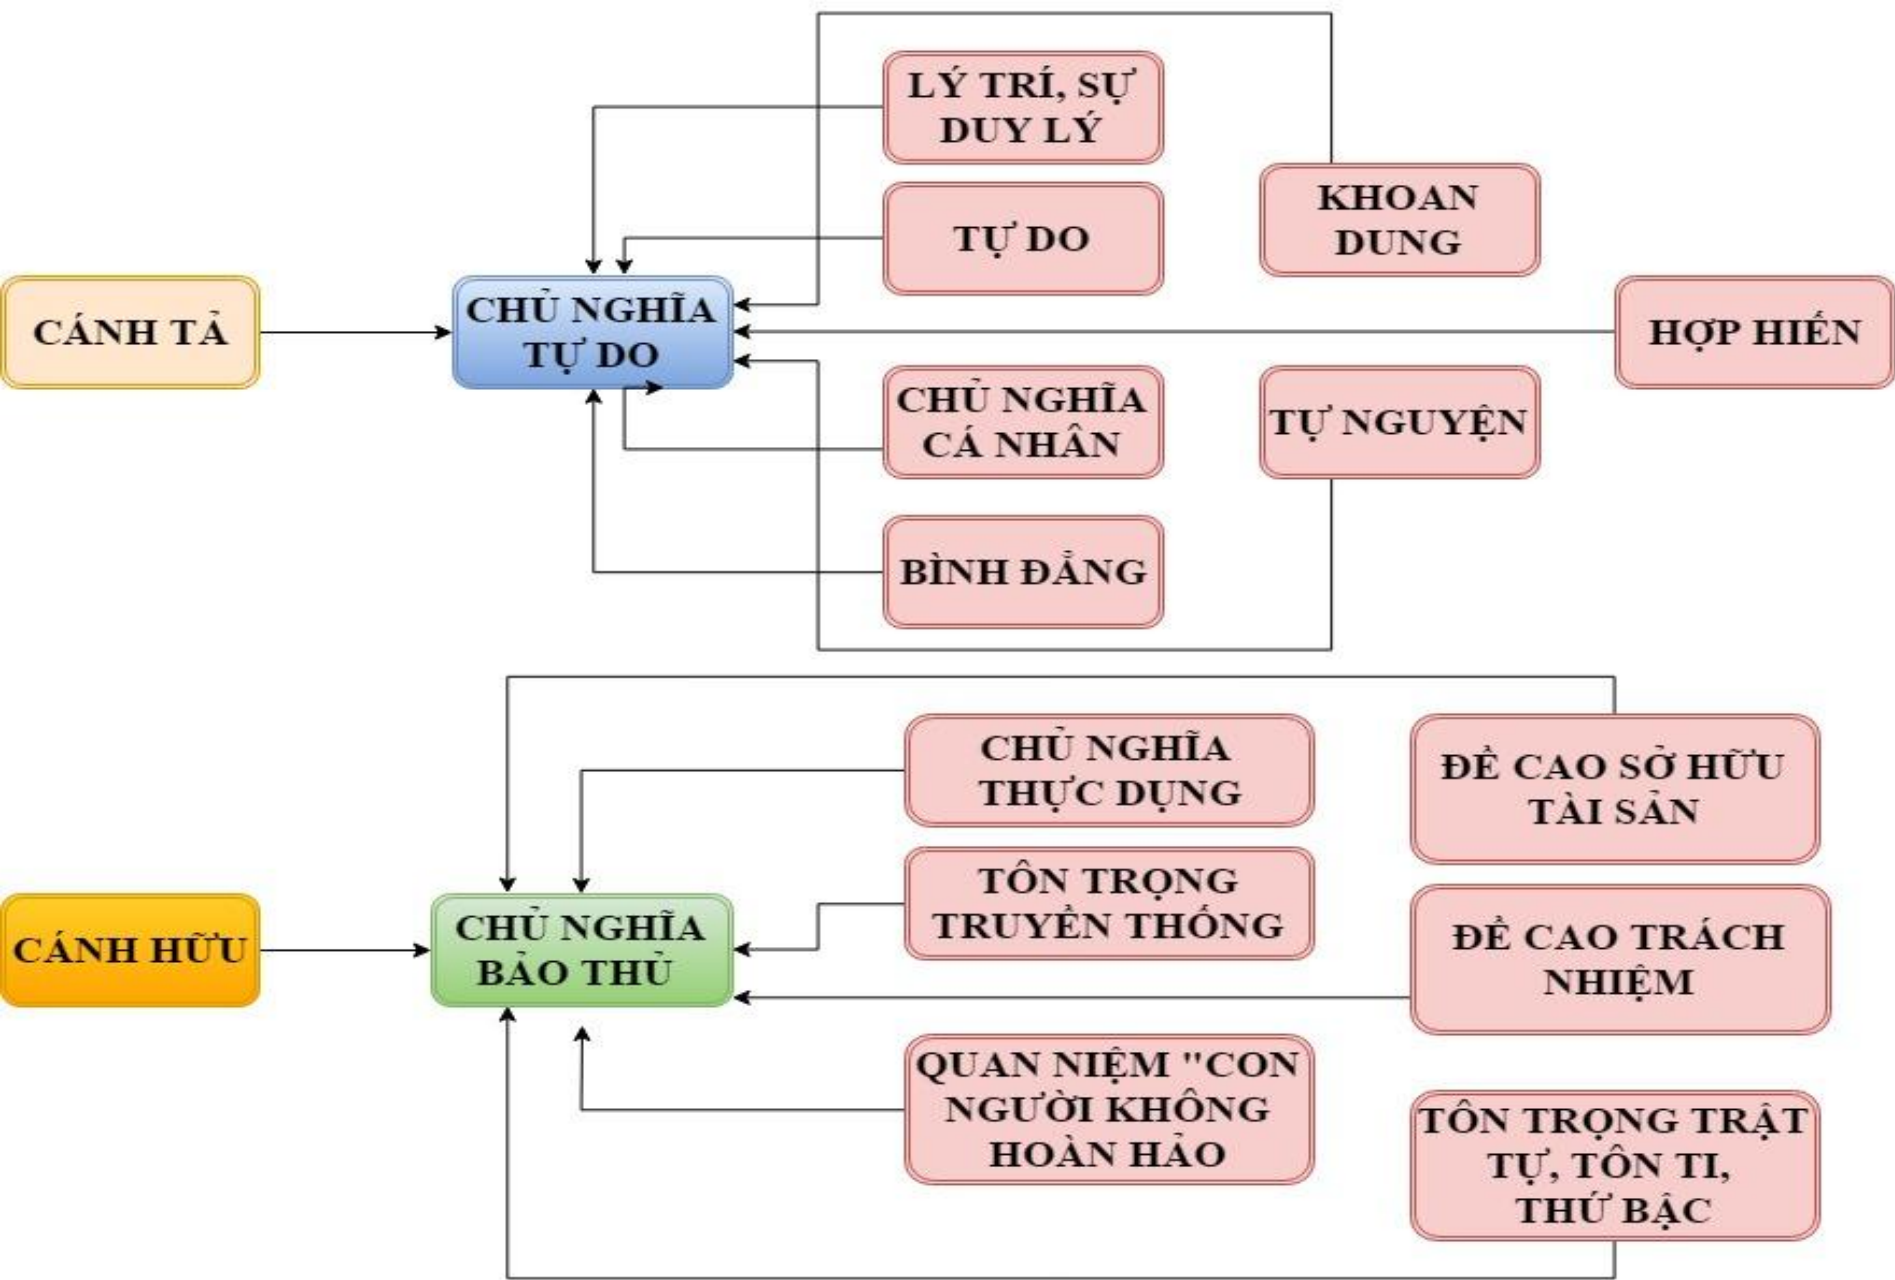 LÝ TRÍ, SỰ
DUY LÝ
TỰ DO
KHOAN
DUNG
CÁNH TẢ
CHỦ NGHĨA
TỰ DO
HỢP HIẾN
CHỦ NGHĨA
CÁ NHÂN
TỰ NGUYỆN
BÌNH ĐẲNG
CHỦ NGHĨA
THỰC DỤNG
ĐỀ CAO SỞ HỮU
TÀI SẢN
TÔN TRỌNG
TRUYỀN THỐNG
CÁNH HỮU
CHỦ NGHĨA
BẢO THỦ
ĐỀ CAO TRÁCH
NHIỆM
QUAN NIỆM "CON
NGƯỜI KHÔNG
HOÀN HẢO
TÔN TRỌNG TRẬT
TỰ, TÔN TI,
THỨ BẬC